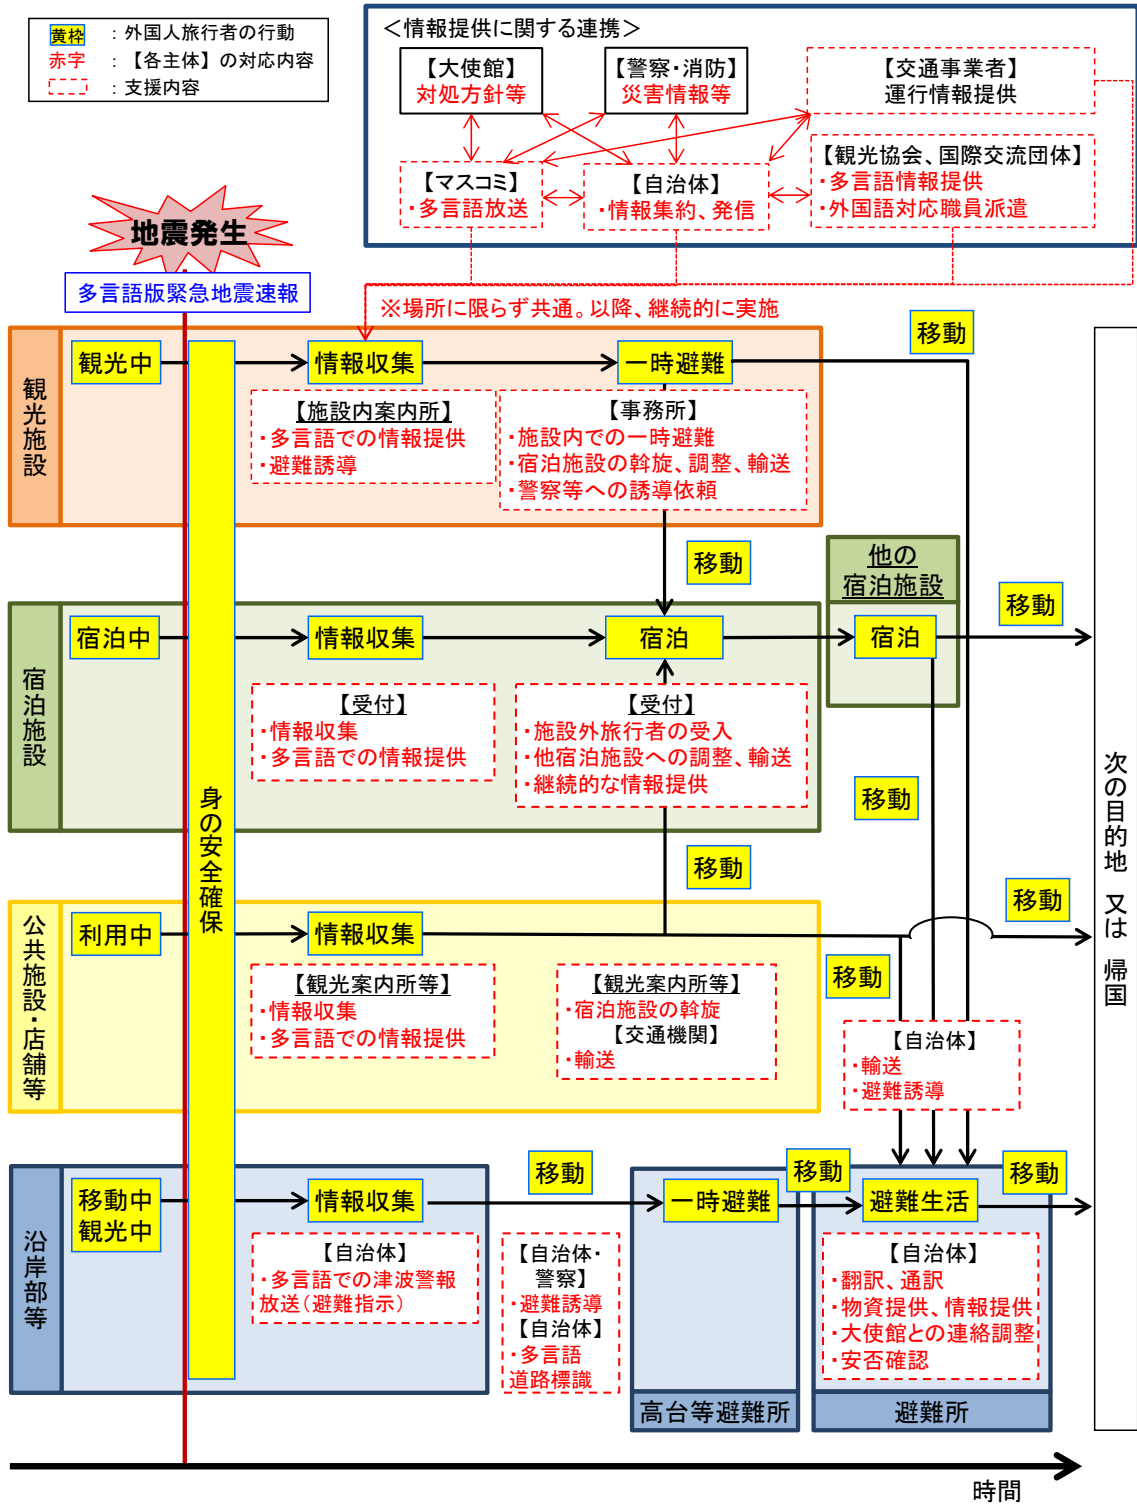 黄枠 ：外国人旅行者の行動
赤字 ：【各主体】の対応内容
：支援内容
＜情報提供に関する連携＞
【大使館】
対処方針等
【警察・消防】
災害情報等
【交通事業者】
運行情報提供
【マスコミ】
・多言語放送
【自治体】
・情報集約、発信
【観光協会、国際交流団体】
・多言語情報提供
・外国語対応職員派遣
地震発生
多言語版緊急地震速報
※場所に限らず共通。以降、継続的に実施
移動
観光施設
観光中
情報収集
一時避難
【施設内案内所】
・多言語での情報提供
・避難誘導
【事務所】
・施設内での一時避難
・宿泊施設の斡旋、調整、輸送
・警察等への誘導依頼
移動
他の
宿泊施設
移動
宿泊施設
宿泊中
情報収集
宿泊
宿泊
【受付】
・情報収集
・多言語での情報提供
【受付】
・施設外旅行者の受入
・他宿泊施設への調整、輸送
・継続的な情報提供
移動
身の安全確保
次の目的地 又は 帰国
移動
移動
公共施設・店舗等
利用中
情報収集
移動
【観光案内所等】
・情報収集
・多言語での情報提供
【観光案内所等】
・宿泊施設の斡旋
【交通機関】
・輸送
【自治体】
・輸送
・避難誘導
沿岸部等
移動中
観光中
情報収集
移動
一時避難
移動
避難生活
移動
【自治体】
・多言語での津波警報
放送（避難指示）
【自治体・
警察】
・避難誘導
【自治体】
・多言語
道路標識
【自治体】
・翻訳、通訳
・物資提供、情報提供
・大使館との連絡調整
・安否確認
高台等避難所
避難所
時間